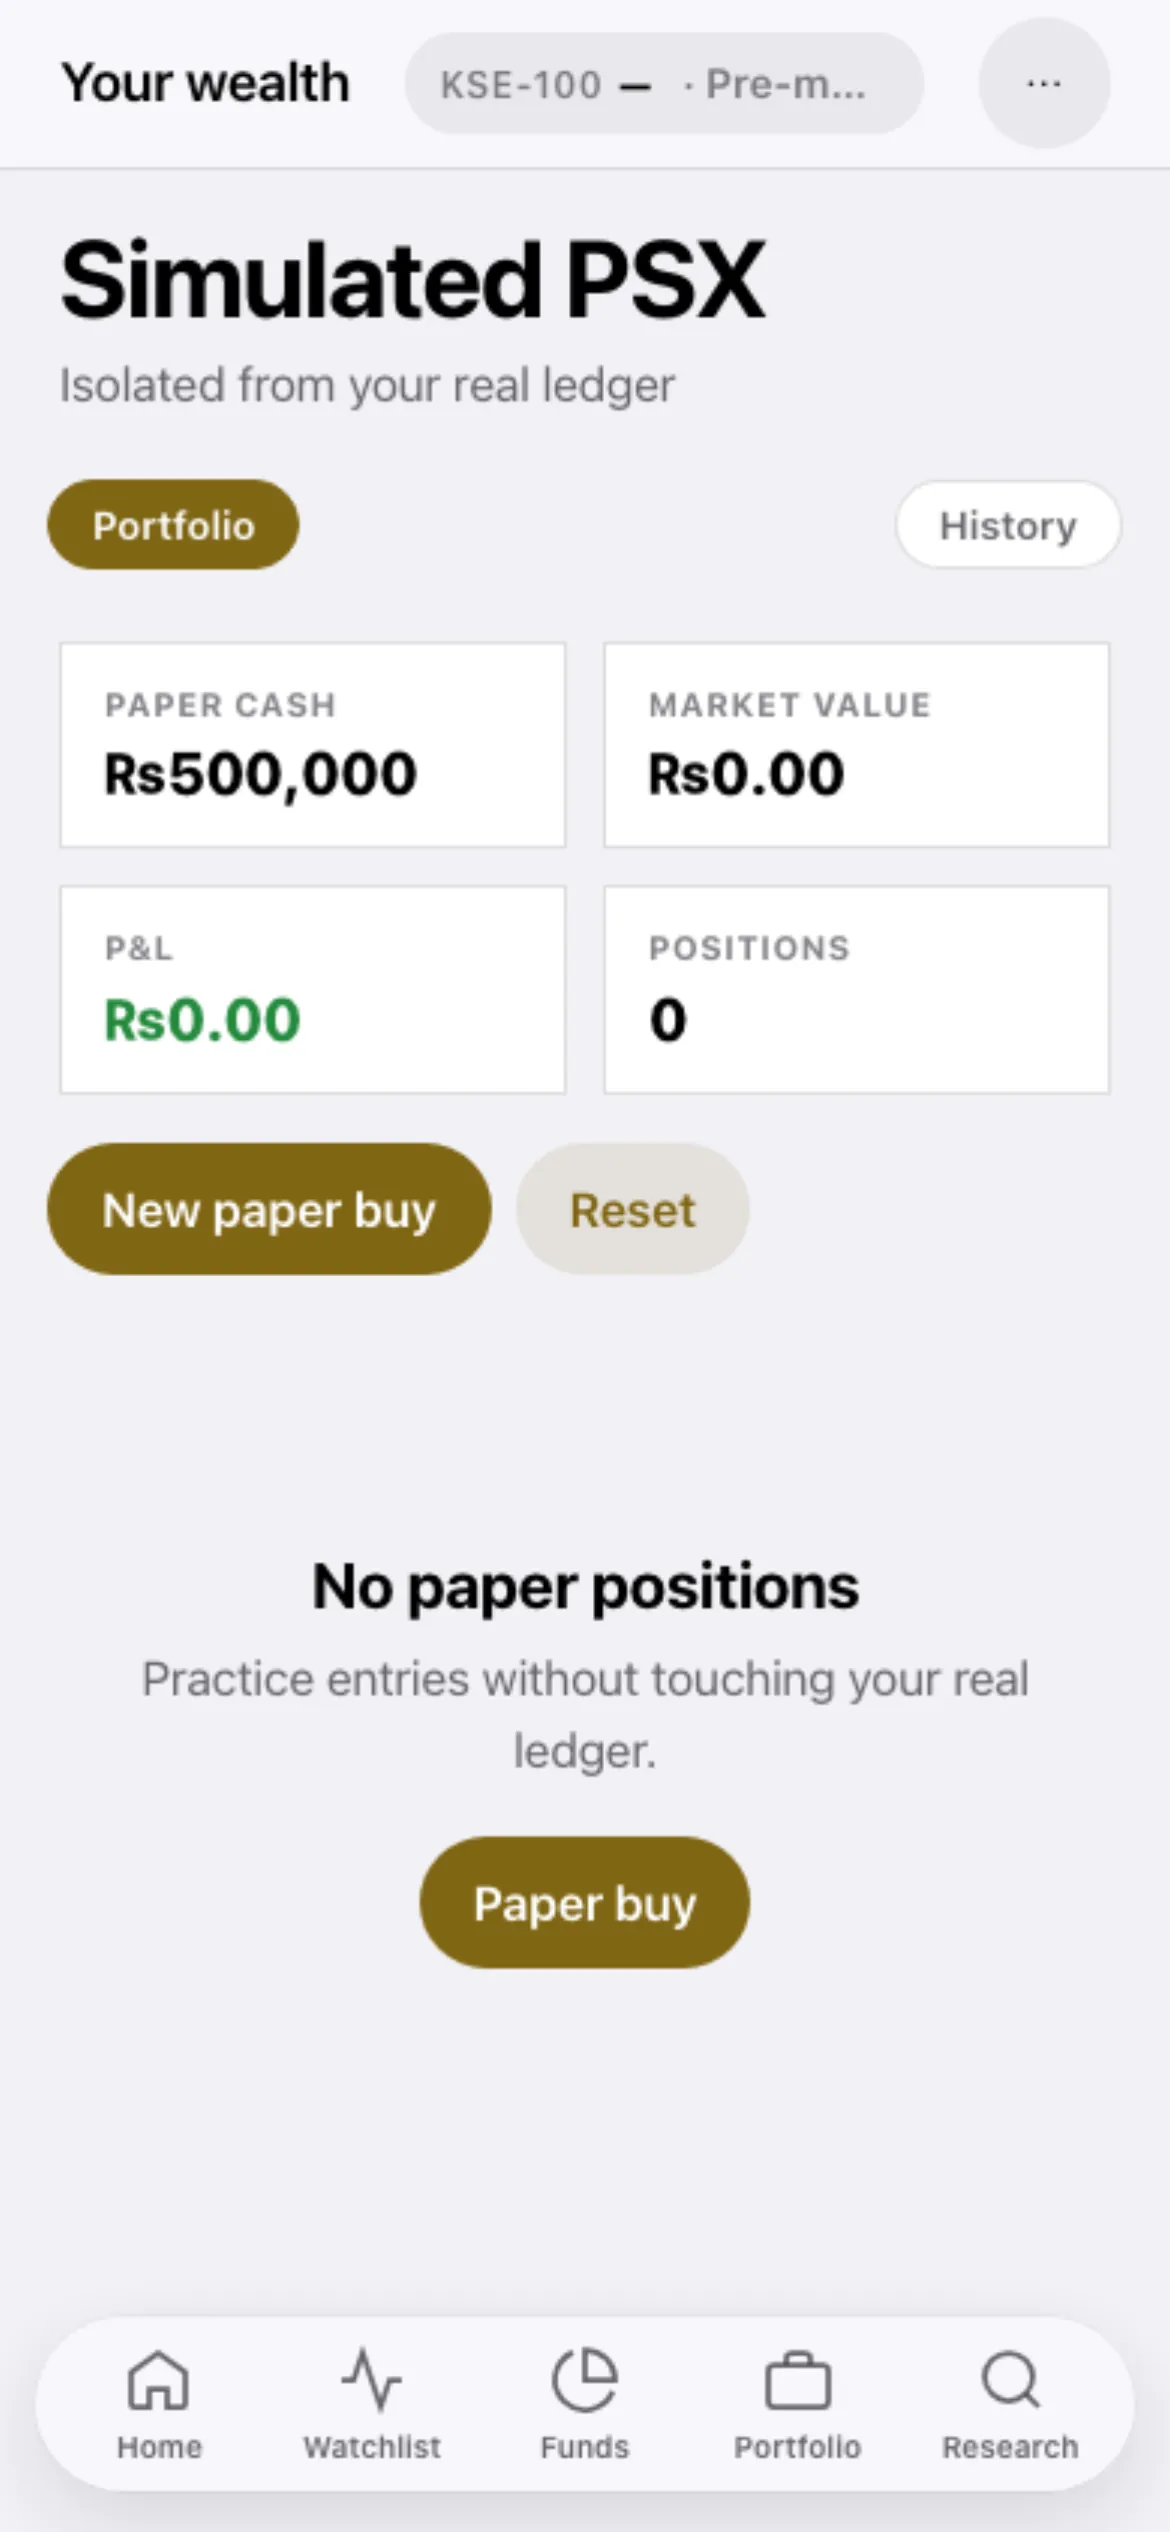 Your wealth KSE-100 — · Pre-m... ...
Simulated PSX
Isolated from your real ledger
Portfolio History
PAPER CASH MARKET VALUE
Rs500,000 Rs0.00
P&L POSITIONS
Rs0.00 0
New paper buy Reset
No paper positions
Practice entries without touching your real
ledger.
Paper buy
Home Watchlist Funds Portfolio Research